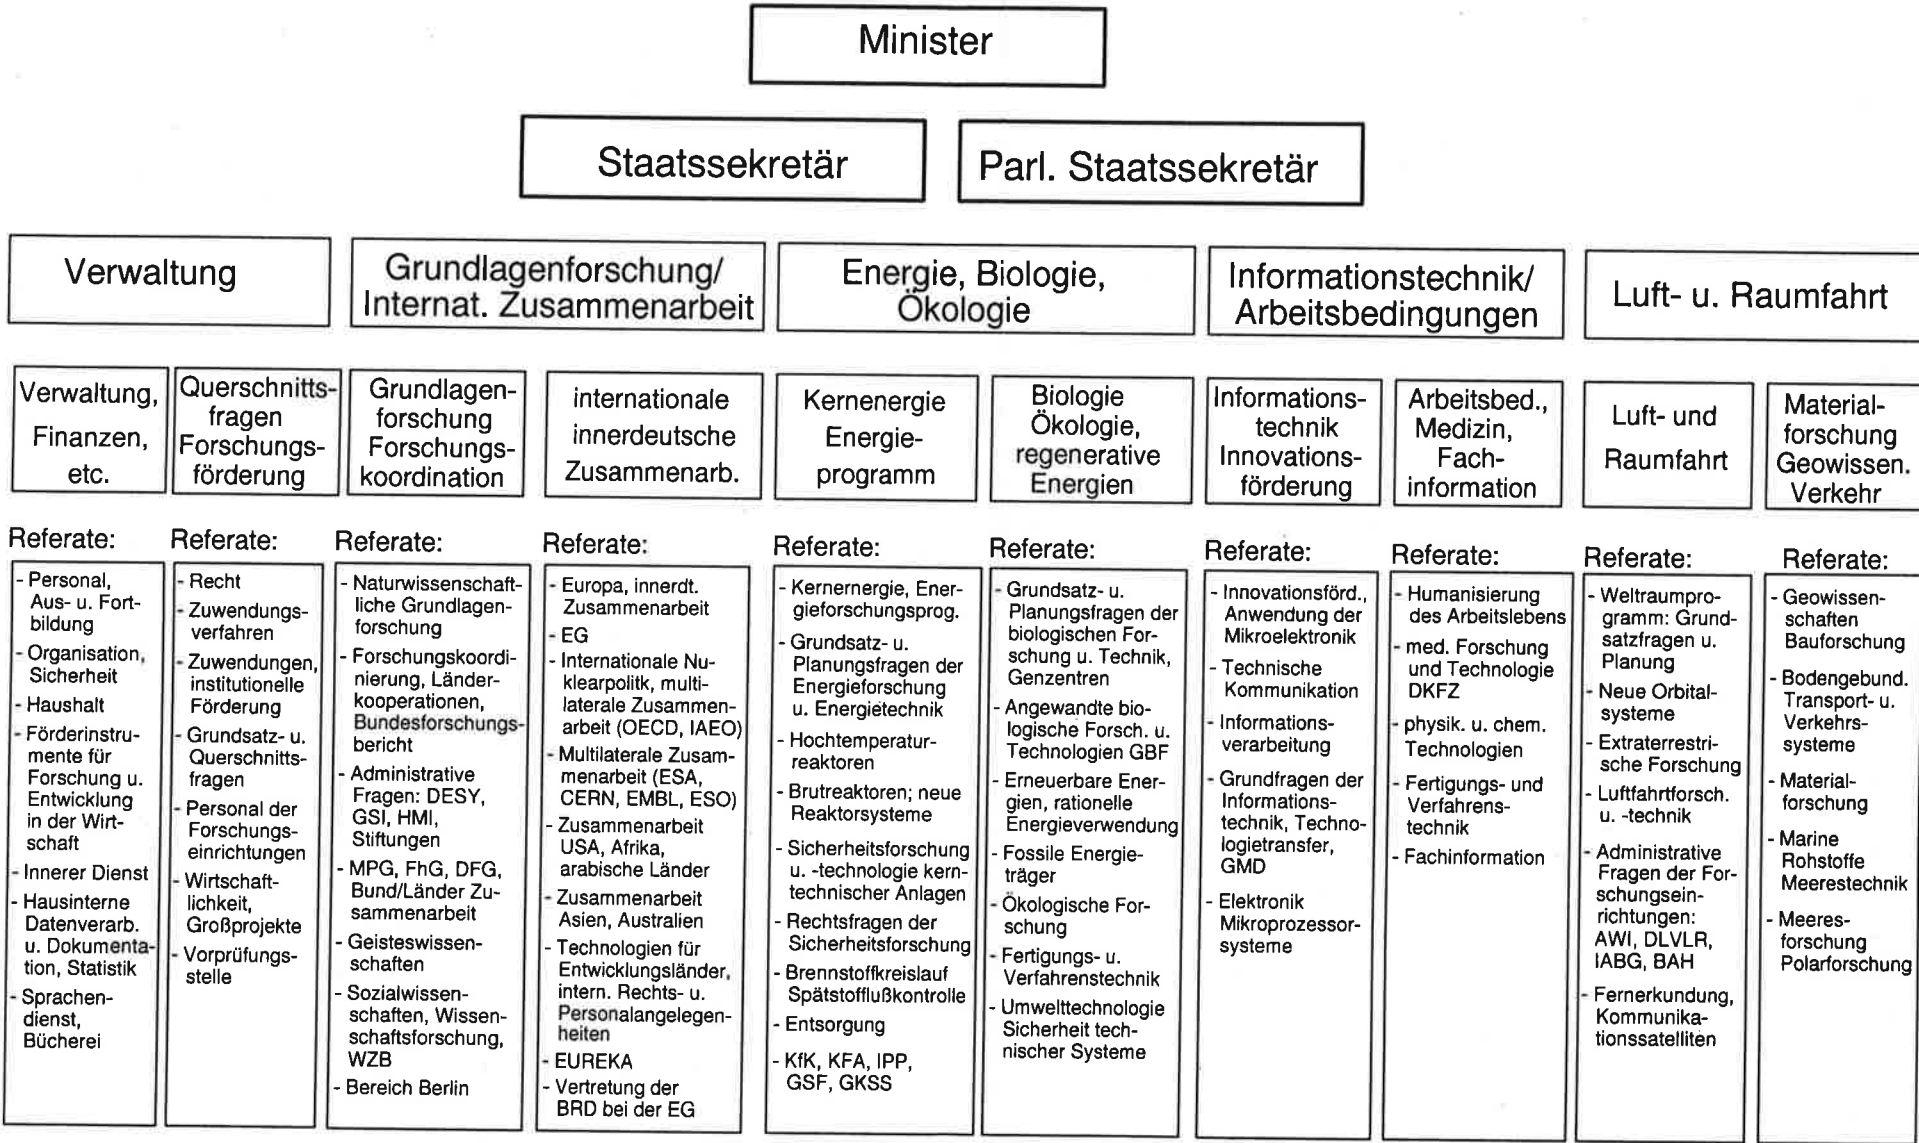 Minister
Staatssekretär
Parl. Staatssekretär
Verwaltung
Grundlagenforschung/
Internat. Zusammenarbeit
Energie, Biologie,
Ökologie
Informationstechnik/
Arbeitsbedingungen
Luft- u. Raumfahrt
Verwaltung,
Finanzen,
etc.
Querschnitts-
fragen
Forschungs-
förderung
Grundlagen-
forschung
Forschungs-
koordination
internationale
innerdeutsche
Zusammenarb.
Kernenergie
Energie-
programm
Biologie
Ökologie,
regenerative
Energien
Informations-
technik
Innovations-
förderung
Arbeitsbed.,
Medizin,
Fach-
information
Luft- und
Raumfahrt
Material-
forschung
Geowissen.
Verkehr
Referate:
- Personal,
Aus- u. Fort-
bildung
- Organisation,
Sicherheit
- Haushalt
- Förderinstru-
mente für
Forschung u.
Entwicklung
in der Wirt-
schaft
- Innerer Dienst
- Hausinterne
Datenverarb.
u. Dokumenta-
tion, Statistik
- Sprachen-
dienst,
Bücherei
Referate:
- Recht
- Zuwendungs-
verfahren
- Zuwendungen,
institutionelle
Förderung
- Grundsatz- u.
Querschnitts-
fragen
- Personal der
Forschungs-
einrichtungen
- Wirtschaft-
lichkeit,
Großprojekte
- Vorprüfungs-
stelle
Referate:
- Naturwissenschaft-
liche Grundlagen-
forschung
- Forschungskoordi-
nierung, Länder-
kooperationen,
Bundesforschungs-
bericht
- Administrative
Fragen: DESY,
GSI, HMI,
Stiftungen
- MPG, FhG, DFG,
Bund/Länder Zu-
sammenarbeit
- Geisteswissen-
schaften
- Sozialwissen-
schaften, Wissen-
schaftsforschung,
WZB
- Bereich Berlin
Referate:
- Europa, innerdt.
Zusammenarbeit
- EG
- Internationale Nu-
klearpolitk, multi-
laterale Zusammen-
arbeit (OECD, IAEO)
- Multilaterale Zusam-
menarbeit (ESA,
CERN, EMBL, ESO)
- Zusammenarbeit
USA, Afrika,
arabische Länder
- Zusammenarbeit
Asien, Australien
- Technologien für
Entwicklungsländer,
intern. Rechts- u.
Personalangelegen-
heiten
- EUREKA
- Vertretung der
BRD bei der EG
Referate:
- Kernernergie, Ener-
gieforschungsprog.
- Grundsatz- u.
Planungsfragen der
Energieforschung
u. Energietechnik
- Hochtemperatur-
reaktoren
- Brutreaktoren; neue
Reaktorsysteme
- Sicherheitsforschung
u. -technologie kern-
technischer Anlagen
- Rechtsfragen der
Sicherheitsforschung
- Brennstoffkreislauf
Spätstofflußkontrolle
- Entsorgung
- KfK, KFA, IPP,
GSF, GKSS
Referate:
- Grundsatz- u.
Planungsfragen der
biologischen For-
schung u. Technik,
Genzentren
- Angewandte bio-
logische Forsch. u.
Technologien GBF
- Erneuerbare Ener-
gien, rationelle
Energieverwendung
- Fossile Energie-
träger
- Ökologische For-
schung
- Fertigungs- u.
Verfahrenstechnik
- Umwelttechnologie
Sicherheit tech-
nischer Systeme
Referate:
- Innovationsförd.,
Anwendung der
Mikroelektronik
- Technische
Kommunikation
- Informations-
verarbeitung
- Grundfragen der
Informations-
technik, Techno-
logietransfer,
GMD
- Elektronik
Mikroprozessor-
systeme
Referate:
- Humanisierung
des Arbeitslebens
- med. Forschung
und Technologie
DKFZ
- physik. u. chem.
Technologien
- Fertigungs- und
Verfahrens-
technik
- Fachinformation
Referate:
- Weltraumpro-
gramm: Grund-
satzfragen u.
Planung
- Neue Orbital-
systeme
- Extraterrestri-
sche Forschung
- Luftfahrtforsch.
u. -technik
- Administrative
Fragen der For-
schungsein-
richtungen:
AWI, DLVLR,
IABG, BAH
- Fernerkundung,
Kommunika-
tionssatelliten
Referate:
- Geowissen-
schaften
Bauforschung
- Bodengebund.
Transport- u.
Verkehrs-
systeme
- Material-
forschung
- Marine
Rohstoffe
Meerestechnik
- Meeres-
forschung
Polarforschung